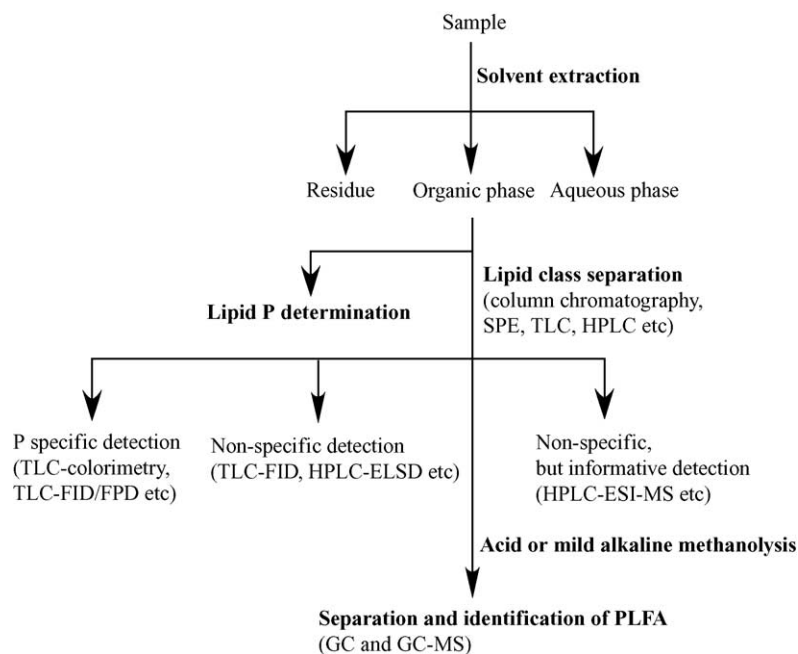 Sample
Solvent extraction
Residue
Organic phase
Aqueous phase
Lipid class separation
(column chromatography,
SPE, TLC, HPLC etc)
Lipid P determination
P specific detection
(TLC-colorimetry,
TLC-FID/FPD etc)
Non-specific detection
(TLC-FID, HPLC-ELSD etc)
Non-specific,
but informative detection
(HPLC-ESI-MS etc)
Acid or mild alkaline methanolysis
Separation and identification of PLFA
(GC and GC-MS)